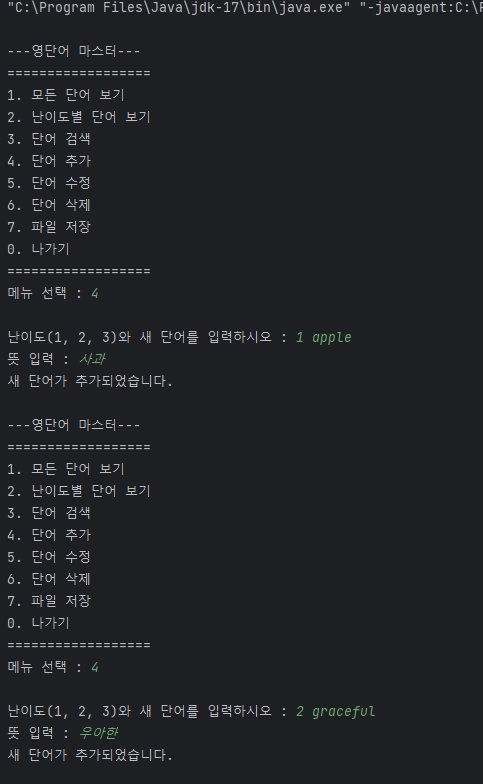 "C:\Program Files\Java\jdk-17\bin\java.exe" "-javaagent:C:\
---영단어 마스터---
==================
1. 모든 단어 보기
2. 난이도별 단어 보기
3. 단어 검색
4. 단어 추가
5. 단어 수정
6. 단어 삭제
7. 파일 저장
0. 나가기
==================
메뉴 선택 : 4
난이도(1, 2, 3)와 새 단어를 입력하시오 : 1 apple
뜻 입력 : 사과
새 단어가 추가되었습니다.
---영단어 마스터---
==================
1. 모든 단어 보기
2. 난이도별 단어 보기
3. 단어 검색
4. 단어 추가
5. 단어 수정
6. 단어 삭제
7. 파일 저장
0. 나가기
==================
메뉴 선택 : 4
난이도(1, 2, 3)와 새 단어를 입력하시오 : 2 graceful
뜻 입력 : 우아한
새 단어가 추가되었습니다.